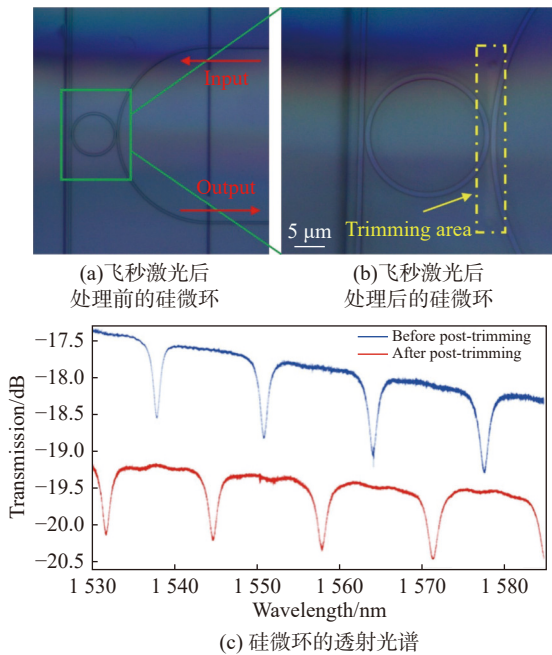 Input
Output
5 μm
Trimming area
(a)飞秒激光后
处理前的硅微环
(b)飞秒激光后
处理后的硅微环
Before post-trimming
After post-trimming
−17.5
−18.0
−18.5
−19.0
−19.5
−20.0
−20.5
Transmission/dB
1 530 1 540 1 550 1 560 1 570 1 580
Wavelength/nm
(c) 硅微环的透射光谱